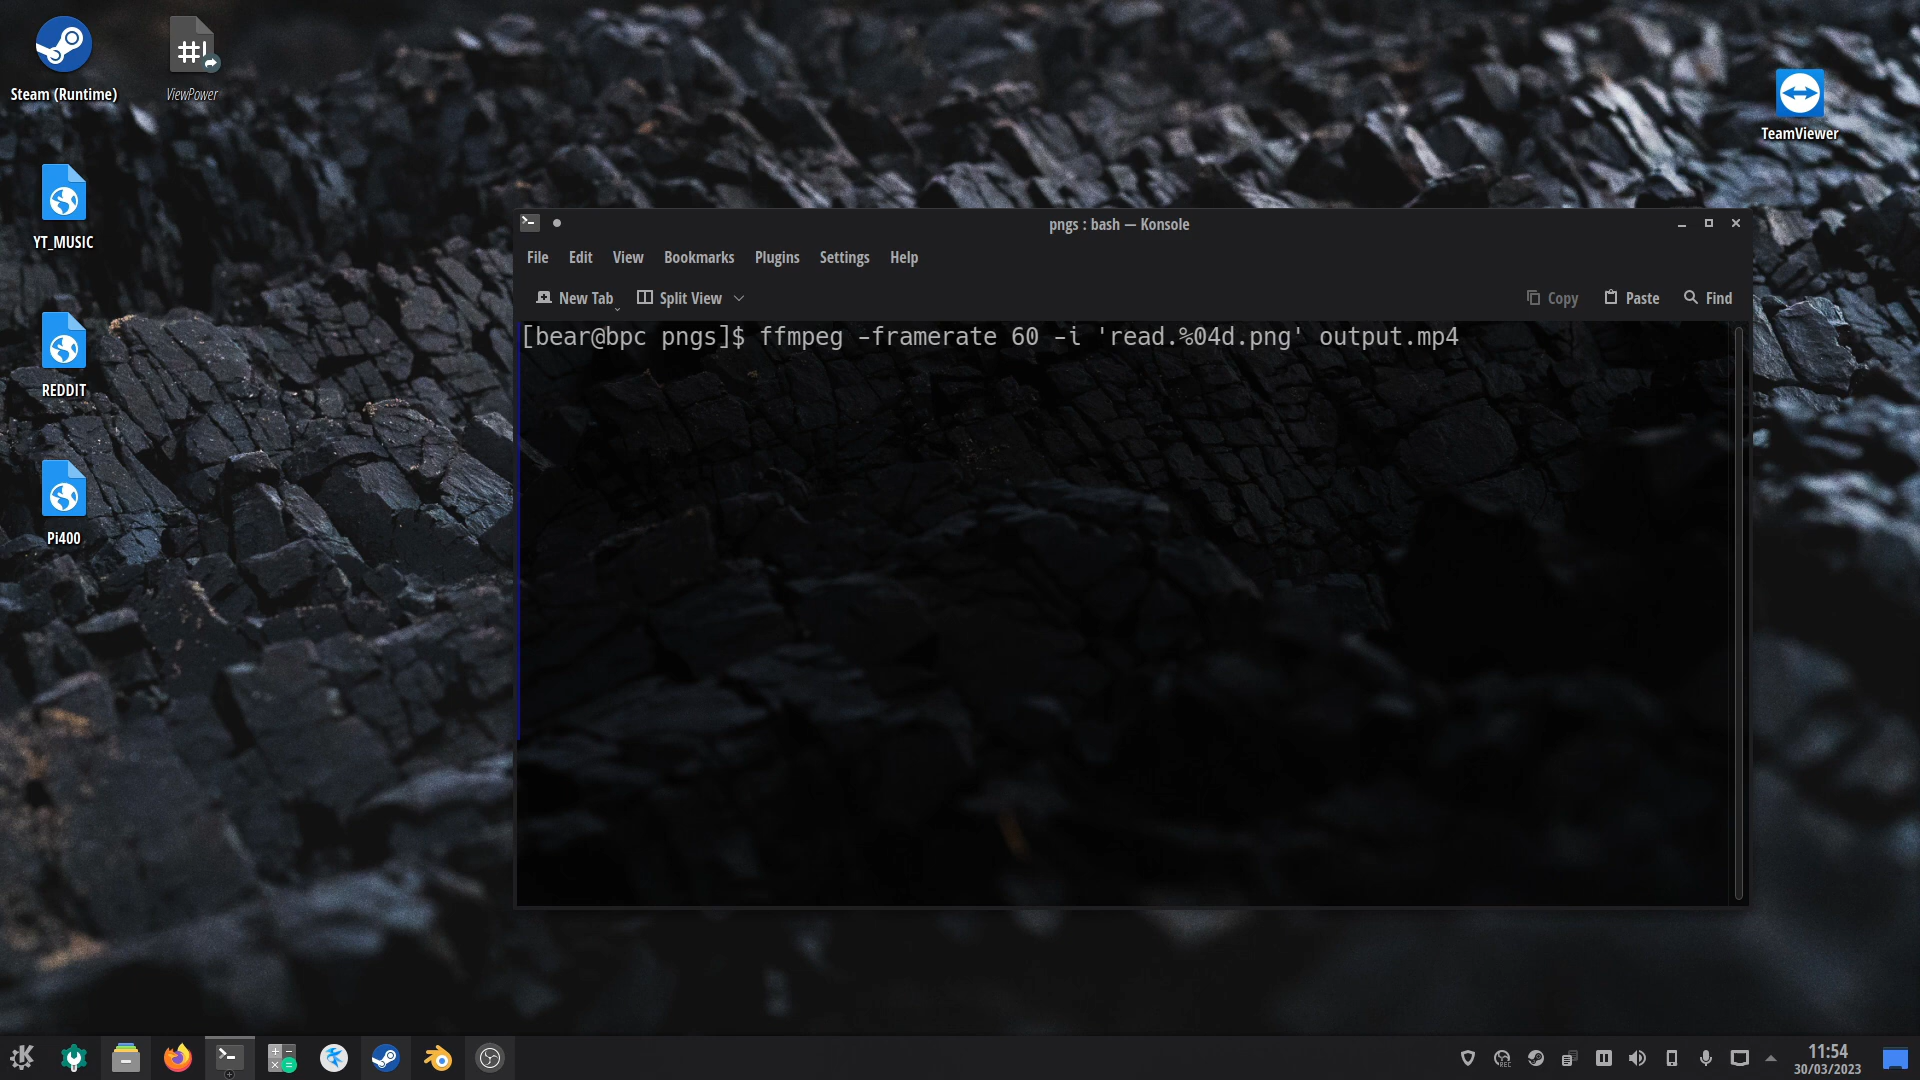 Steam (Runtime)
ViewPower
YT_MUSIC
REDDIT
Pi400
TeamViewer
pngs : bash — Konsole
File Edit View Bookmarks Plugins Settings Help
New Tab Split View Copy Paste Find
[bear@bpc pngs]$ ffmpeg -framerate 60 -i 'read.%04d.png' output.mp4
11:54
30/03/2023